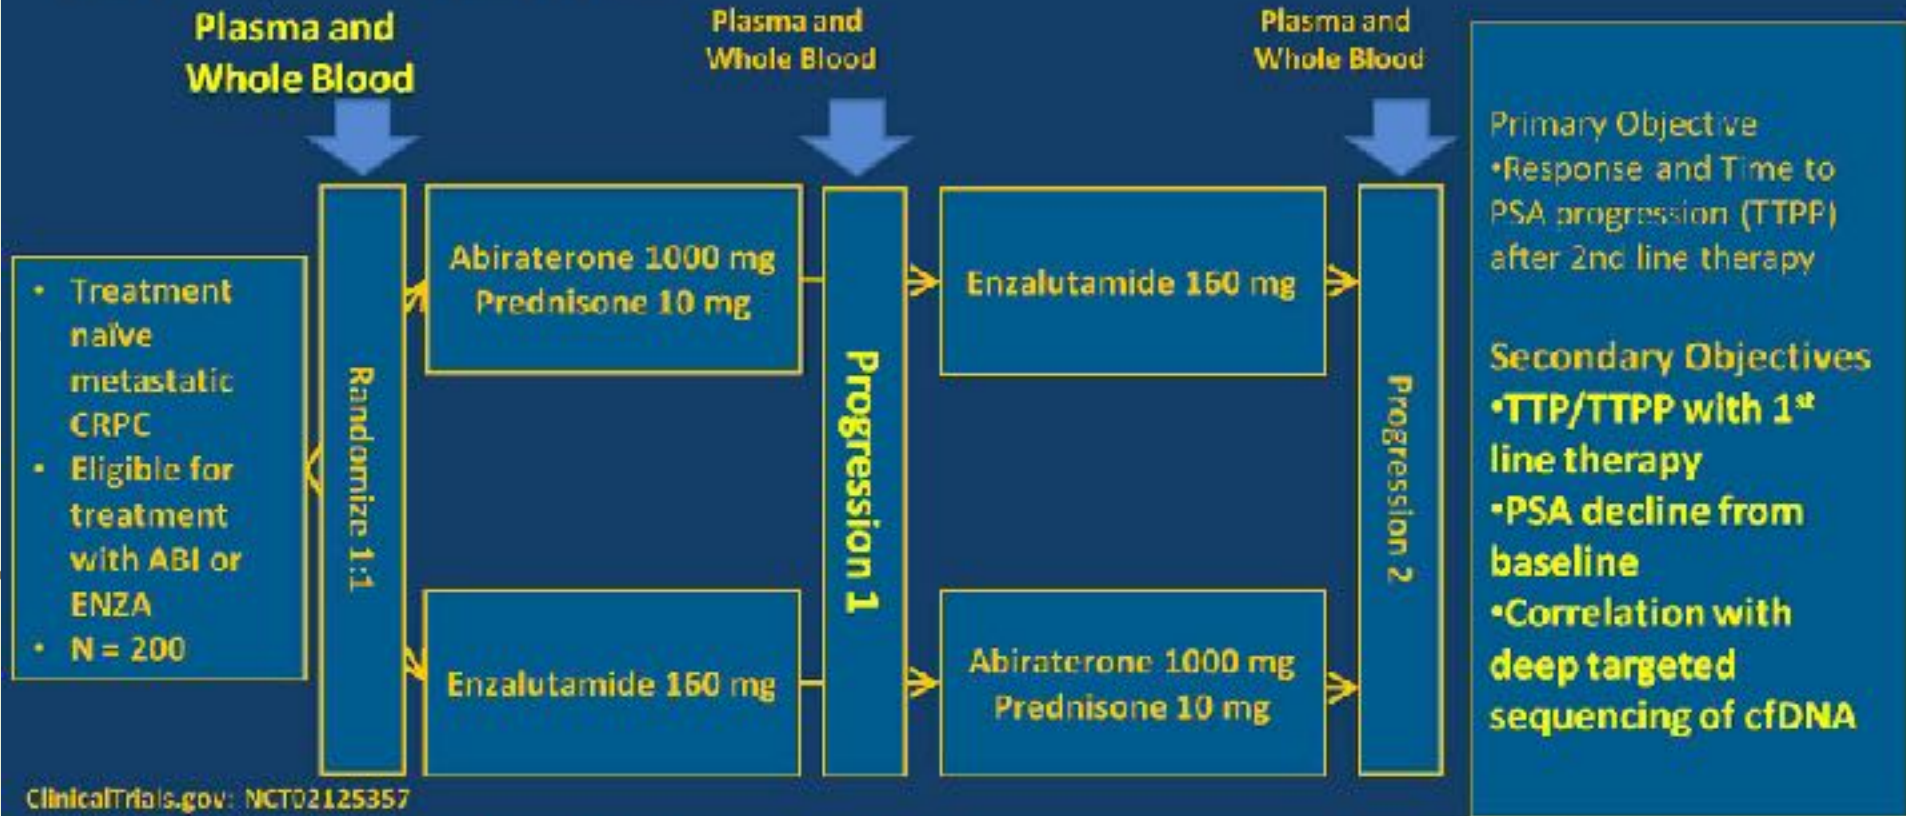 Plasma and
Whole Blood
Plasma and
Whole Blood
Plasma and
Whole Blood
• Treatment
naïve
metastatic
CRPC
• Eligible for
treatment
with ABI or
ENZA
• N = 200
Randomize 1:1
Abiraterone 1000 mg
Prednisone 10 mg
Enzalutamide 160 mg
Progression 1
Enzalutamide 160 mg
Abiraterone 1000 mg
Prednisone 10 mg
Progression 2
Primary Objective
•Response and Time to
PSA progression (TTPP)
after 2nd line therapy
Secondary Objectives
•TTP/TTPP with 1st
line therapy
•PSA decline from
baseline
•Correlation with
deep targeted
sequencing of cfDNA
ClinicalTrials.gov: NCT02125357